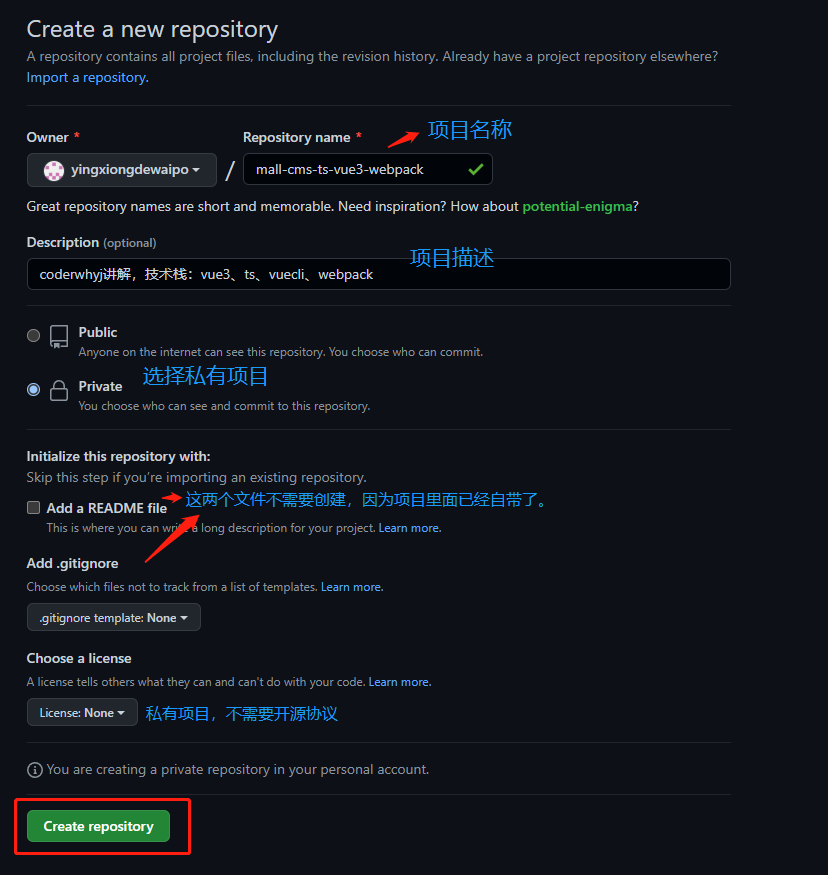 Create a new repository
A repository contains all project files, including the revision history. Already have a project repository elsewhere?
Import a repository.
Owner * Repository name * 项目名称
yingxiongdewaipo / mall-cms-ts-vue3-webpack
Great repository names are short and memorable. Need inspiration? How about potential-enigma?
Description (optional) 项目描述
coderwhyj讲解，技术栈：vue3、ts、vuecli、webpack
Public
Anyone on the internet can see this repository. You choose who can commit.
Private 选择私有项目
You choose who can see and commit to this repository.
Initialize this repository with:
Skip this step if you're importing an existing repository.
Add a README file 这两个文件不需要创建，因为项目里面已经自带了。
This is where you can write a long description for your project. Learn more.
Add .gitignore
Choose which files not to track from a list of templates. Learn more.
.gitignore template: None
Choose a license
A license tells others what they can and can't do with your code. Learn more.
License: None 私有项目，不需要开源协议
You are creating a private repository in your personal account.
Create repository